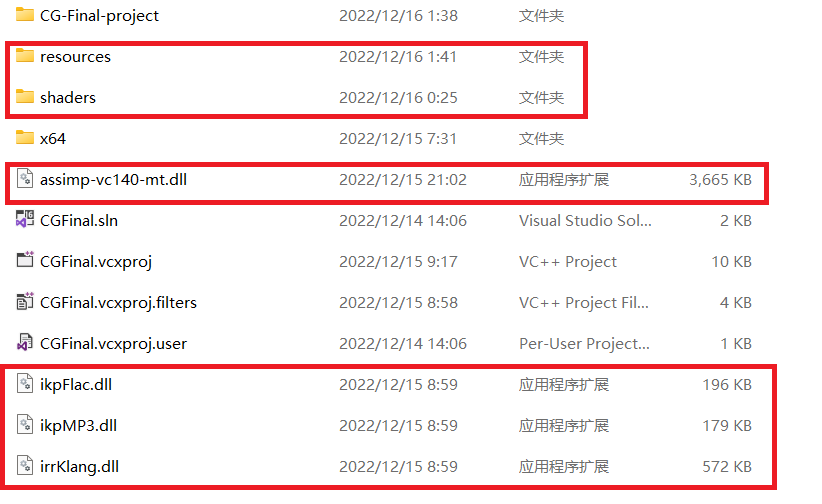 CG-Final-project 2022/12/16 1:38 文件夹
resources 2022/12/16 1:41 文件夹
shaders 2022/12/16 0:25 文件夹
x64 2022/12/15 7:31 文件夹
assimp-vc140-mt.dll 2022/12/15 21:02 应用程序扩展 3,665 KB
CGFinal.sln 2022/12/14 14:06 Visual Studio Sol... 2 KB
CGFinal.vcxproj 2022/12/15 9:17 VC++ Project 10 KB
CGFinal.vcxproj.filters 2022/12/15 8:58 VC++ Project Fil... 4 KB
CGFinal.vcxproj.user 2022/12/14 14:06 Per-User Project... 1 KB
ikpFlac.dll 2022/12/15 8:59 应用程序扩展 196 KB
ikpMP3.dll 2022/12/15 8:59 应用程序扩展 179 KB
irrKlang.dll 2022/12/15 8:59 应用程序扩展 572 KB